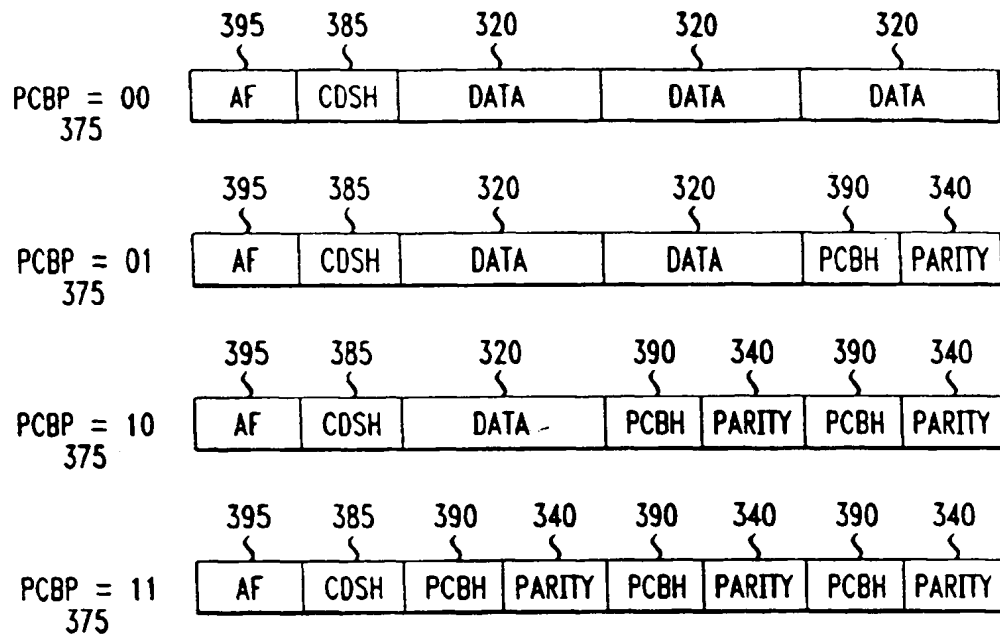 395 385 320 320 320
PCBP = 00 AF CDSH DATA DATA DATA
375
395 385 320 320 390 340
PCBP = 01 AF CDSH DATA DATA PCBH PARITY
375
395 385 320 390 340 390 340
PCBP = 10 AF CDSH DATA PCBH PARITY PCBH PARITY
375
395 385 390 340 390 340 390 340
PCBP = 11 AF CDSH PCBH PARITY PCBH PARITY PCBH PARITY
375